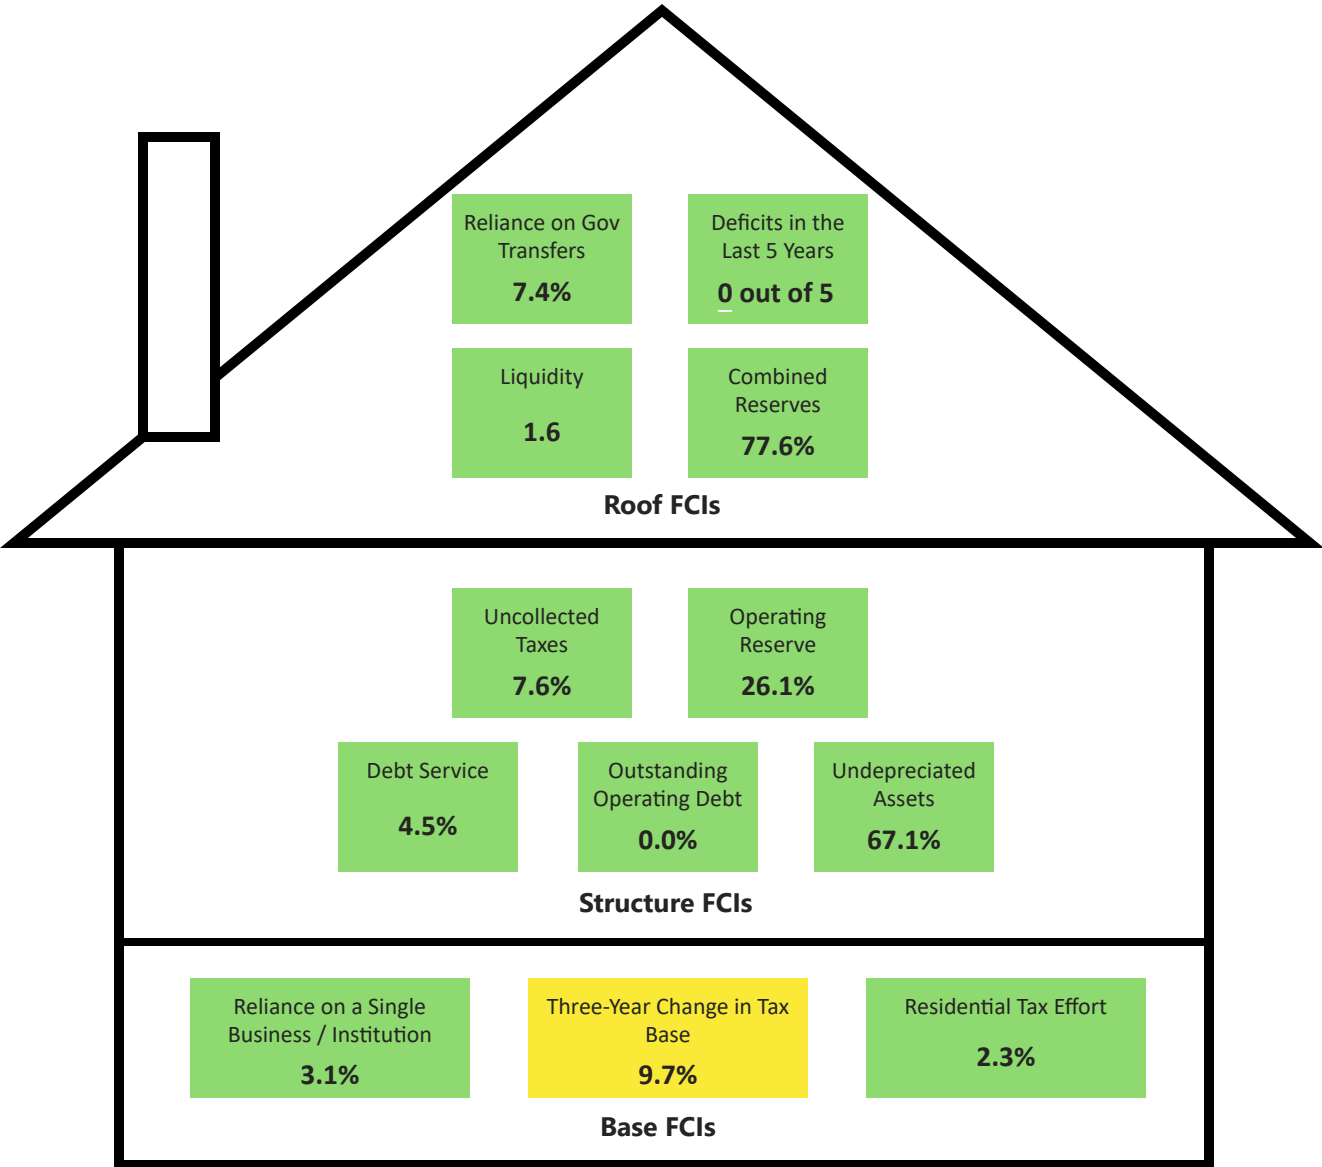 Reliance on Gov
Transfers
7.4%
Deficits in the
Last 5 Years
0 out of 5
Liquidity
1.6
Combined
Reserves
77.6%
Roof FCIs
Uncollected
Taxes
7.6%
Operating
Reserve
26.1%
Debt Service
4.5%
Outstanding
Operating Debt
0.0%
Undepreciated
Assets
67.1%
Structure FCIs
Reliance on a Single
Business / Institution
3.1%
Three-Year Change in Tax
Base
9.7%
Residential Tax Effort
2.3%
Base FCIs